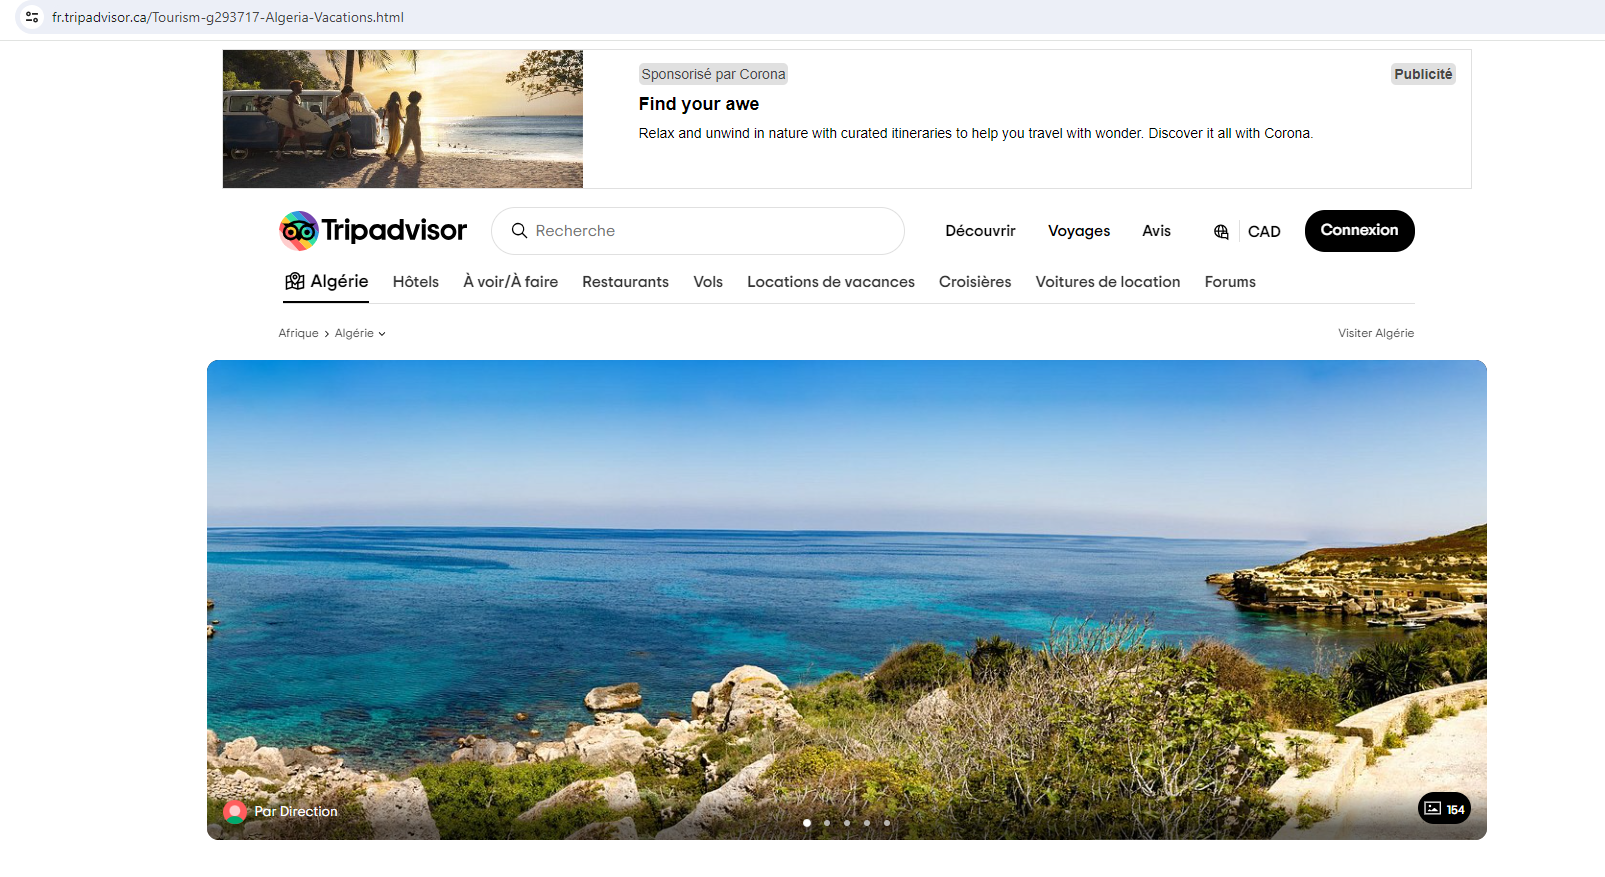 fr.tripadvisor.ca/Tourism-g293717-Algeria-Vacations.html
Sponsorisé par Corona
Publicité
Find your awe
Relax and unwind in nature with curated itineraries to help you travel with wonder. Discover it all with Corona.
Tripadvisor
Recherche
Découvrir
Voyages
Avis
CAD
Connexion
Algérie
Hôtels
À voir/À faire
Restaurants
Vols
Locations de vacances
Croisières
Voitures de location
Forums
Afrique › Algérie
Visiter Algérie
Par Direction
154